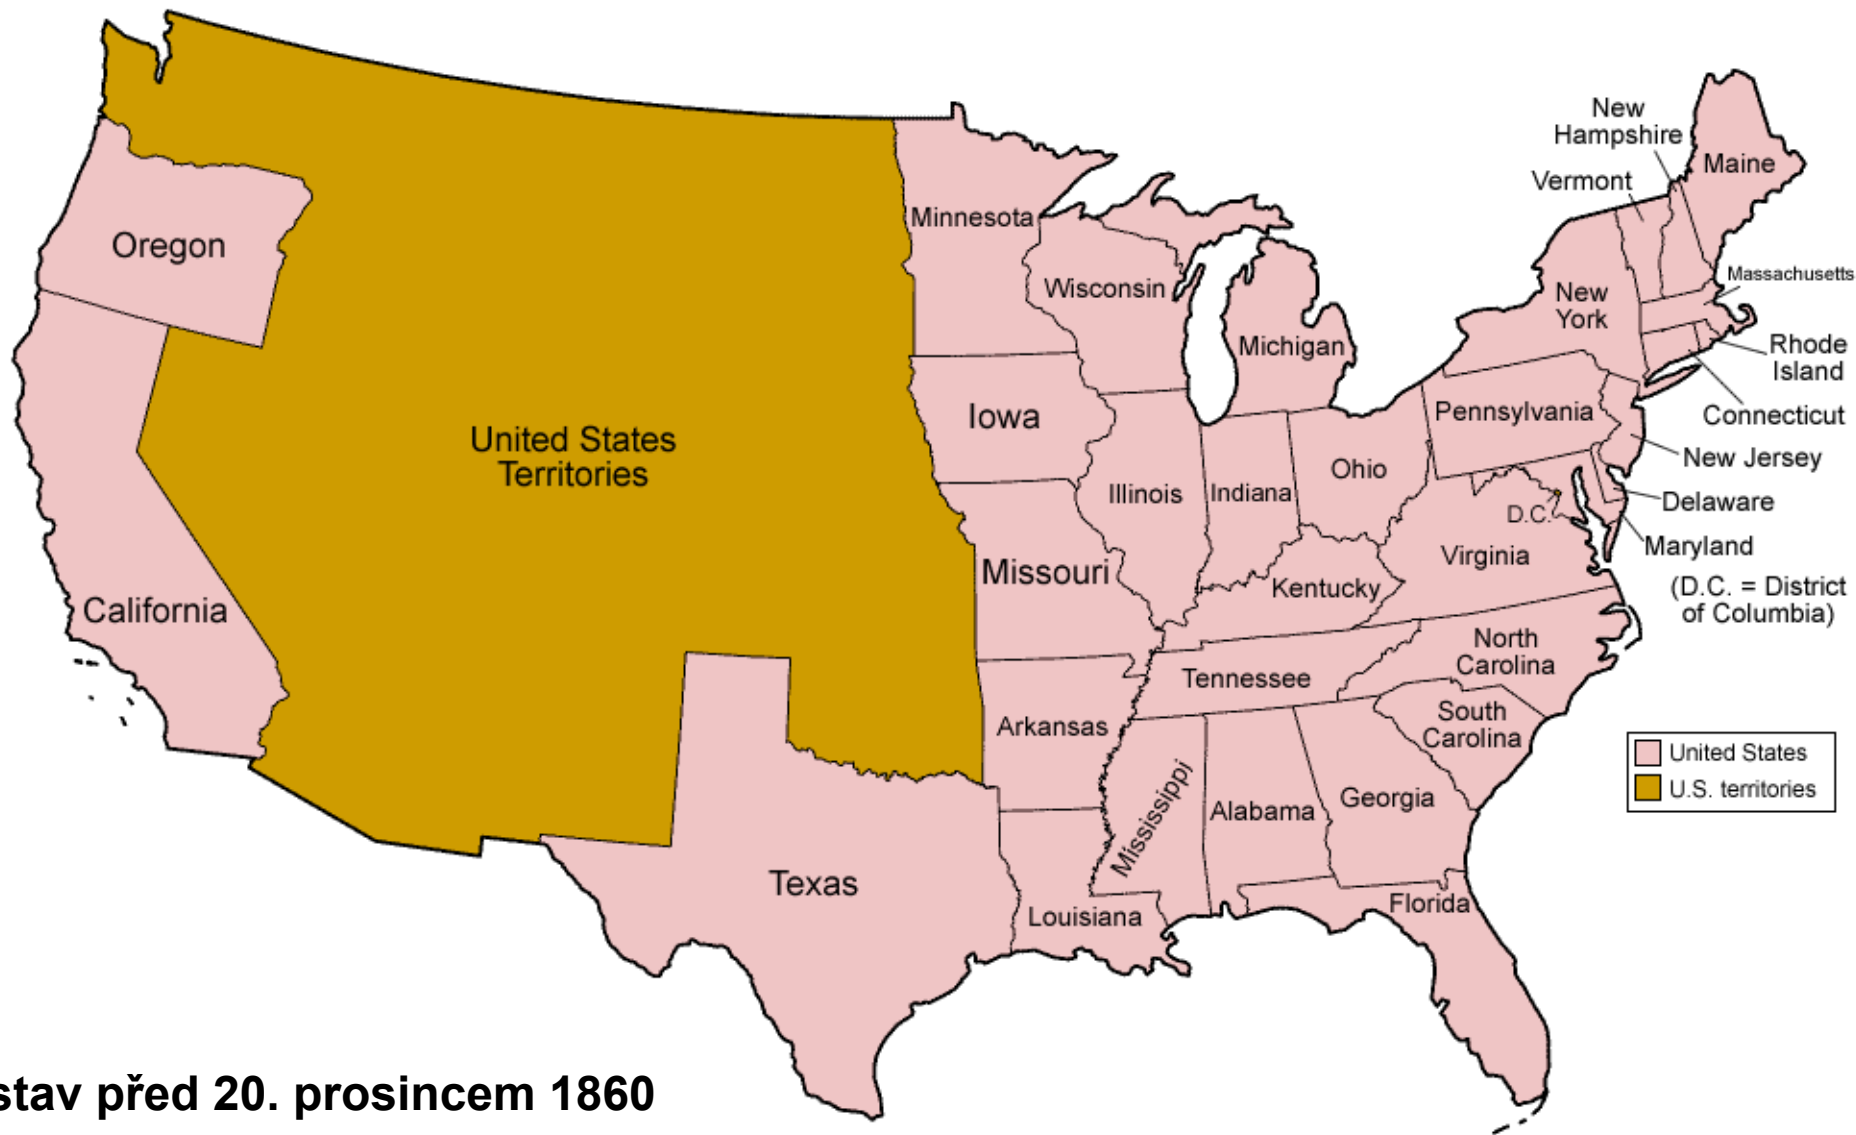 New
Hampshire
Maine
Vermont
Minnesota
Oregon
Massachusetts
Wisconsin
New
York
Michigan
Rhode
Island
Iowa
Pennsylvania
Connecticut
United States
Territories
New Jersey
Ohio
Illinois
Indiana
Delaware
D.C.
Maryland
Virginia
Missouri
Kentucky
(D.C. = District
of Columbia)
California
North
Carolina
Tennessee
South
Carolina
Arkansas
United States
U.S. territories
Mississippi
Alabama
Georgia
Texas
Louisiana
Florida
stav před 20. prosincem 1860